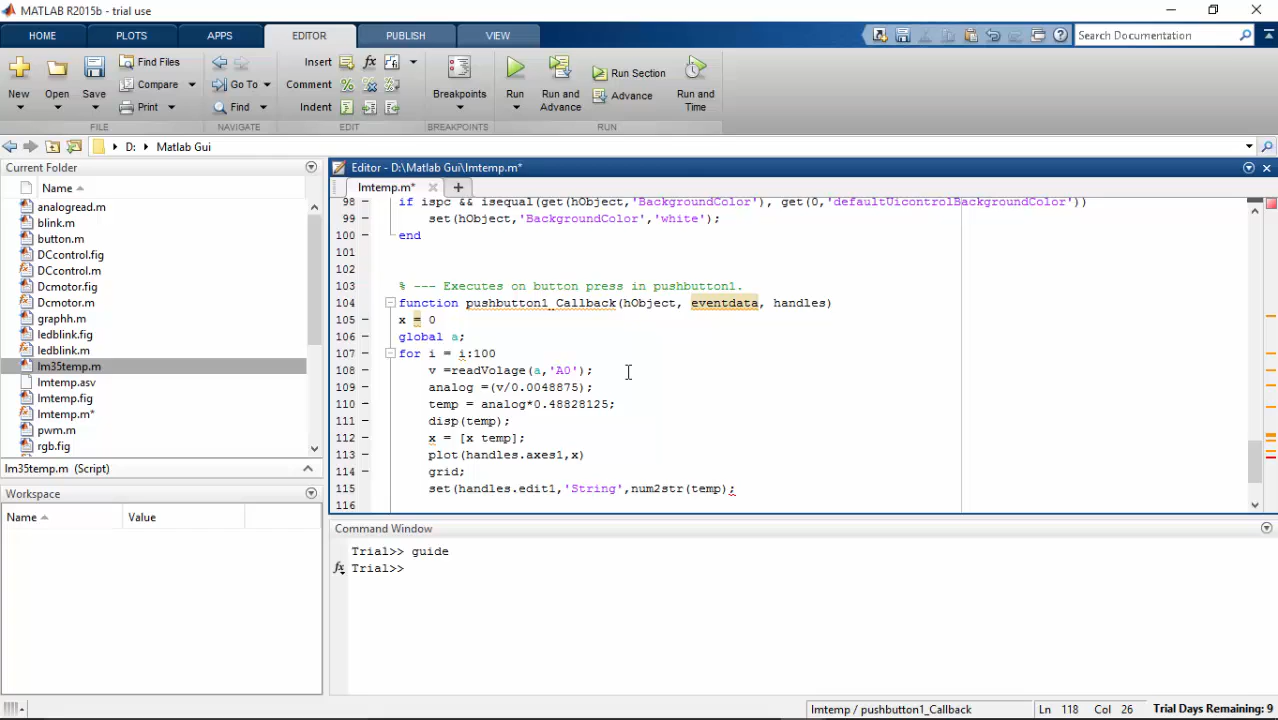 MATLAB R2015b - trial use
HOME PLOTS APPS EDITOR PUBLISH VIEW Search Documentation
New Open Save Find Files Compare Print
Go To Find
Insert fx Comment % Indent
Breakpoints
Run Run and Advance Run Section Advance Run and Time
FILE NAVIGATE EDIT BREAKPOINTS RUN
D: Matlab Gui
Current Folder
Name
analogread.m
blink.m
button.m
DCcontrol.fig
DCcontrol.m
Dcmotor.fig
Dcmotor.m
graphh.m
ledblink.fig
ledblink.m
lm35temp.m
lmtemp.asv
lmtemp.fig
lmtemp.m*
pwm.m
rgb.fig
lm35temp.m (Script)
Workspace
Name Value
Editor - D:\Matlab Gui\lmtemp.m*
lmtemp.m* +
98 if ispc && isequal(get(hObject,'BackgroundColor'), get(0,'defaultUicontrolBackgroundColor'))
99 set(hObject,'BackgroundColor','white');
100 end
101
102
103 % --- Executes on button press in pushbutton1.
104 function pushbutton1_Callback(hObject, eventdata, handles)
105 x = 0
106 global a;
107 for i = i:100
108 v =readVolage(a,'A0');
109 analog =(v/0.0048875);
110 temp = analog*0.48828125;
111 disp(temp);
112 x = [x temp];
113 plot(handles.axes1,x)
114 grid;
115 set(handles.edit1,'String',num2str(temp);
116
Command Window
Trial>> guide
fx Trial>>
lmtemp / pushbutton1_Callback Ln 118 Col 26 Trial Days Remaining: 9